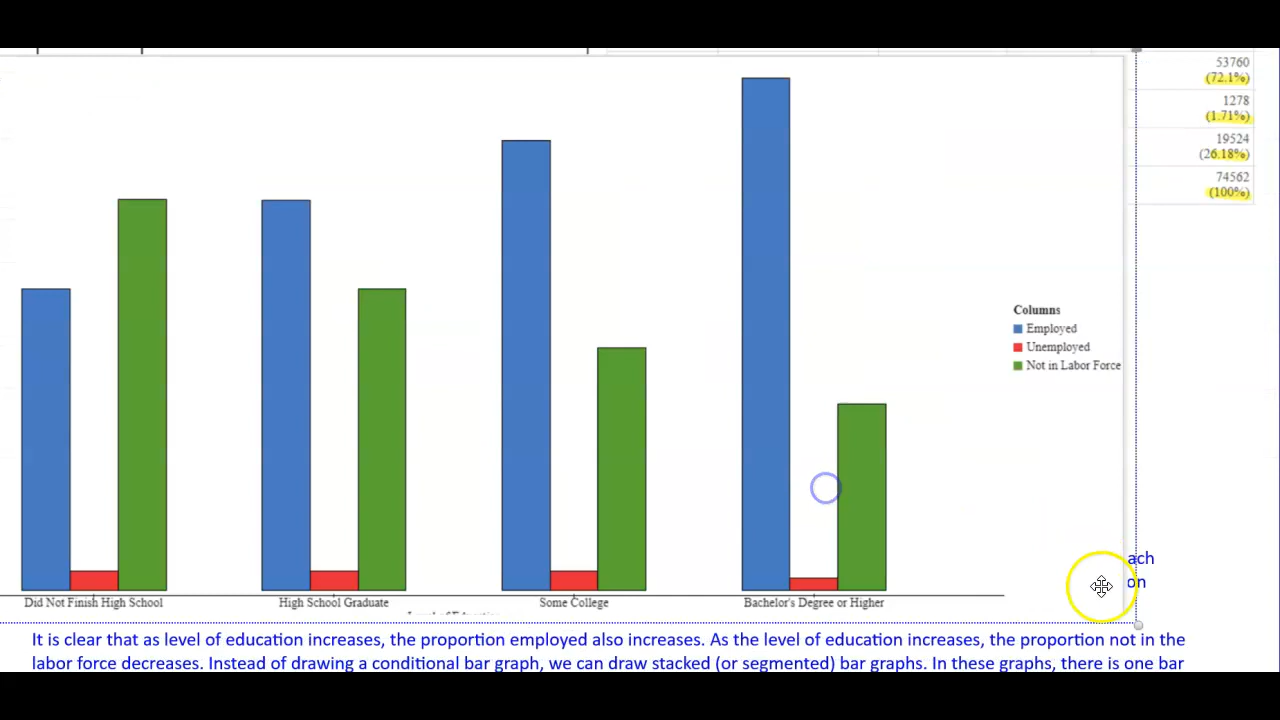 53760
(72.1%)
1278
(1.71%)
19524
(26.18%)
74562
(100%)
Columns
Employed
Unemployed
Not in Labor Force
ach
on
Did Not Finish High School
High School Graduate
Some College
Bachelor's Degree or Higher
Level of Education
It is clear that as level of education increases, the proportion employed also increases. As the level of education increases, the proportion not in the
labor force decreases. Instead of drawing a conditional bar graph, we can draw stacked (or segmented) bar graphs. In these graphs, there is one bar